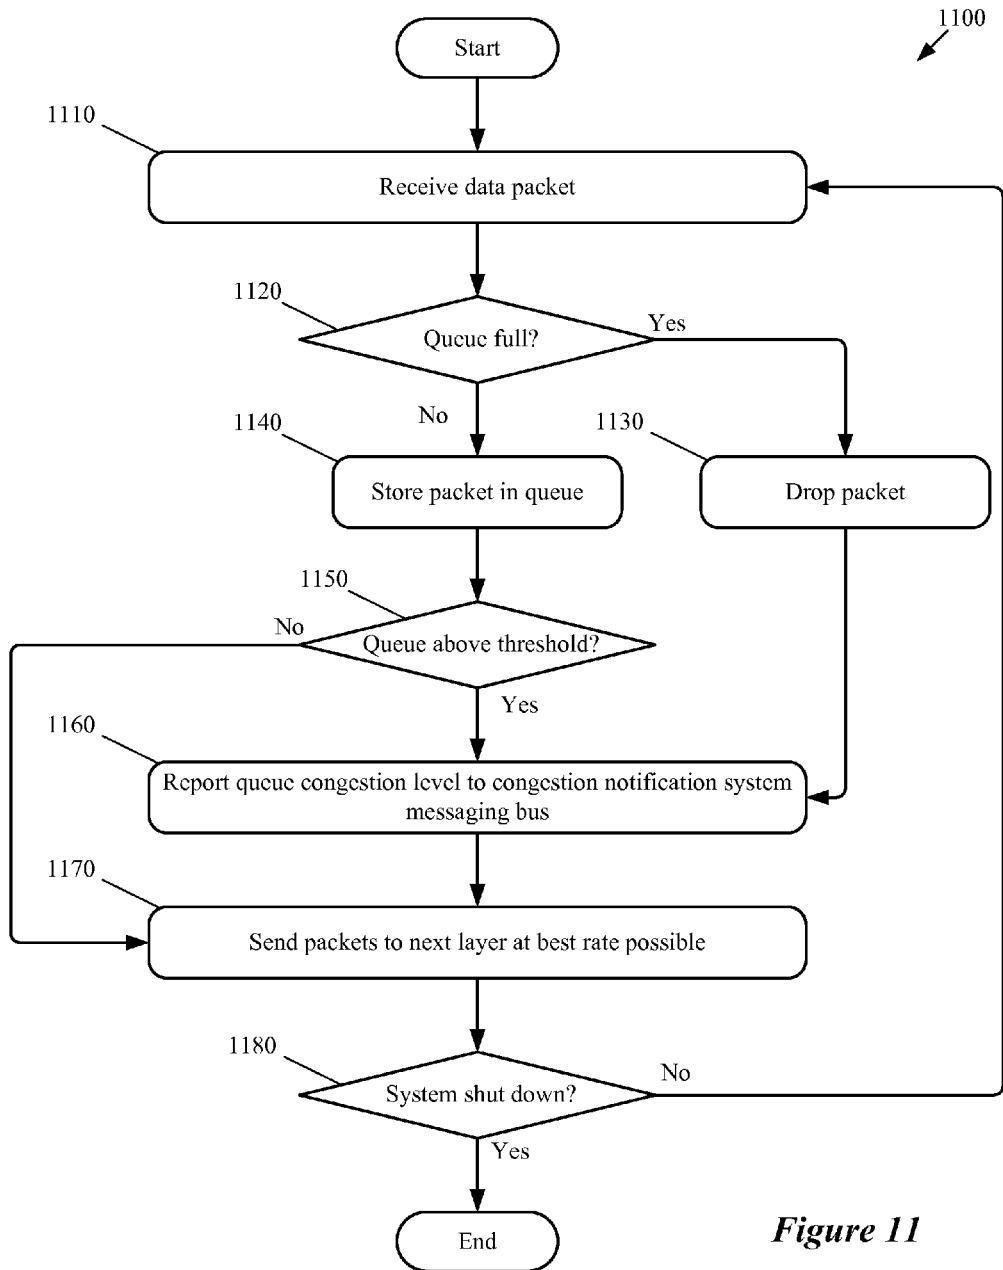 1100
Start
1110
Receive data packet
1120
Queue full?
Yes
No
1140
Store packet in queue
1130
Drop packet
1150
No
Queue above threshold?
Yes
1160
Report queue congestion level to congestion notification system
messaging bus
1170
Send packets to next layer at best rate possible
1180
System shut down?
No
Yes
End
Figure 11